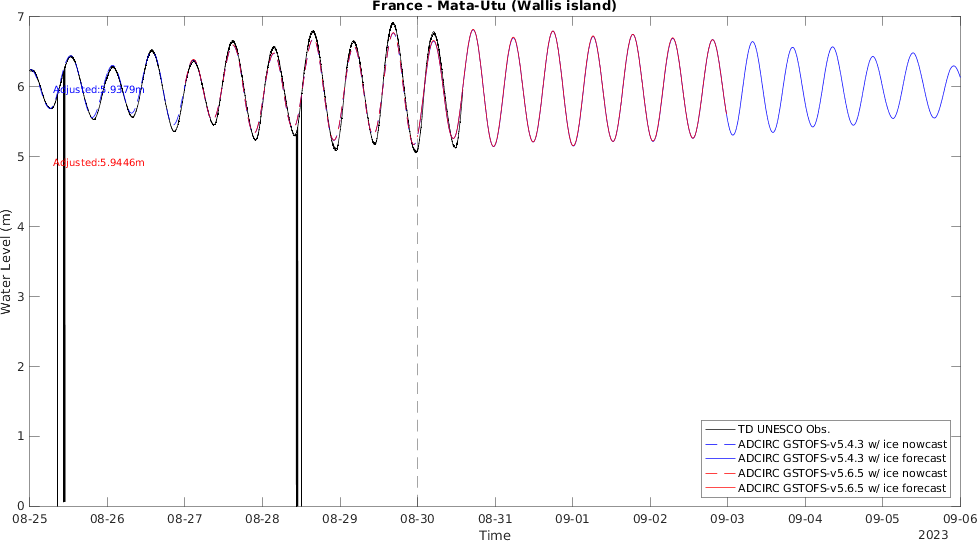 France - Mata-Utu (Wallis island)
7
6
5
4
3
2
1
0
Water Level (m)
Adjusted:5.9379m
Adjusted:5.9446m
TD UNESCO Obs.
ADCIRC GSTOFS-v5.4.3 w/ ice nowcast
ADCIRC GSTOFS-v5.4.3 w/ ice forecast
ADCIRC GSTOFS-v5.6.5 w/ ice nowcast
ADCIRC GSTOFS-v5.6.5 w/ ice forecast
08-25 08-26 08-27 08-28 08-29 08-30 08-31 09-01 09-02 09-03 09-04 09-05 09-06
Time 2023